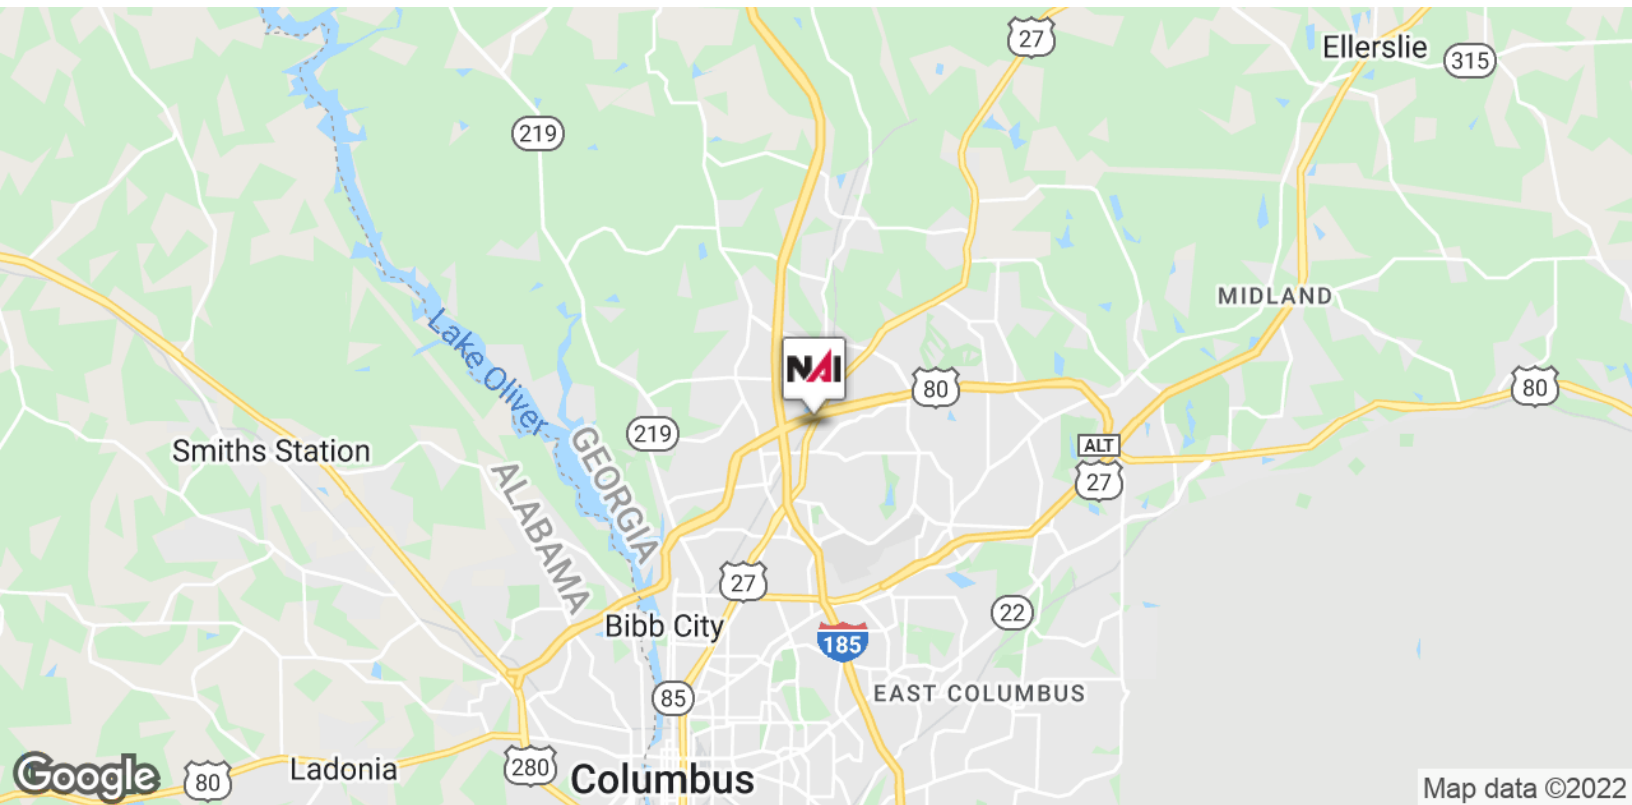 27
Ellerslie
315
219
MIDLAND
Lake Oliver
NAI
80
80
219
GEORGIA
Smiths Station
ALT
27
ALABAMA
27
22
Bibb City
185
85
EAST COLUMBUS
Google
80
Ladonia
280
Columbus
Map data ©2022